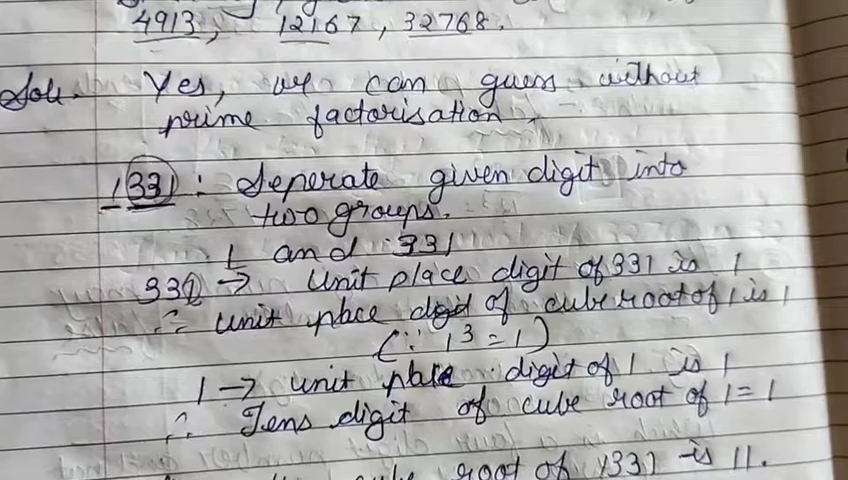 4913, 12167, 32768.
Solu. Yes, we can guess without
prime factorisation.
1331 : Seperate given digit into
two groups.
1 and 331
331 → Unit place digit of 331 is 1
∴ unit place digit of cube root of 1 is 1
(∵ 1³ = 1)
1 → unit place digit of 1 is 1
∴ Tens digit of cube root of 1 = 1
cube root of 1331 is 11.